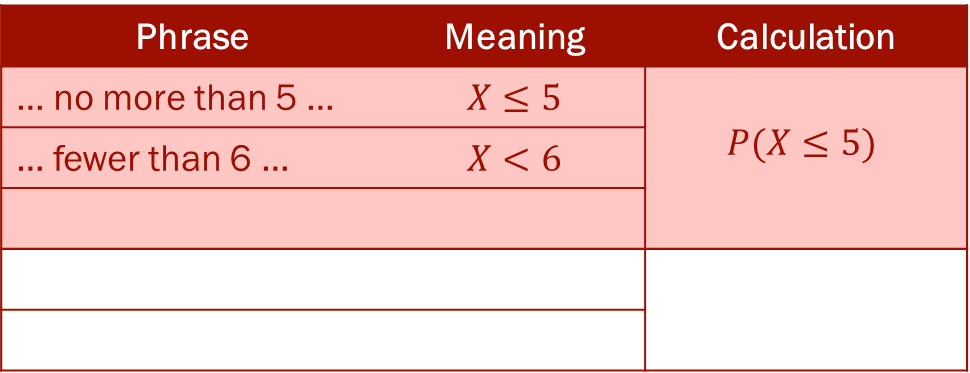 Phrase Meaning Calculation
... no more than 5 ... X ≤ 5
P(X ≤ 5)
... fewer than 6 ... X < 6